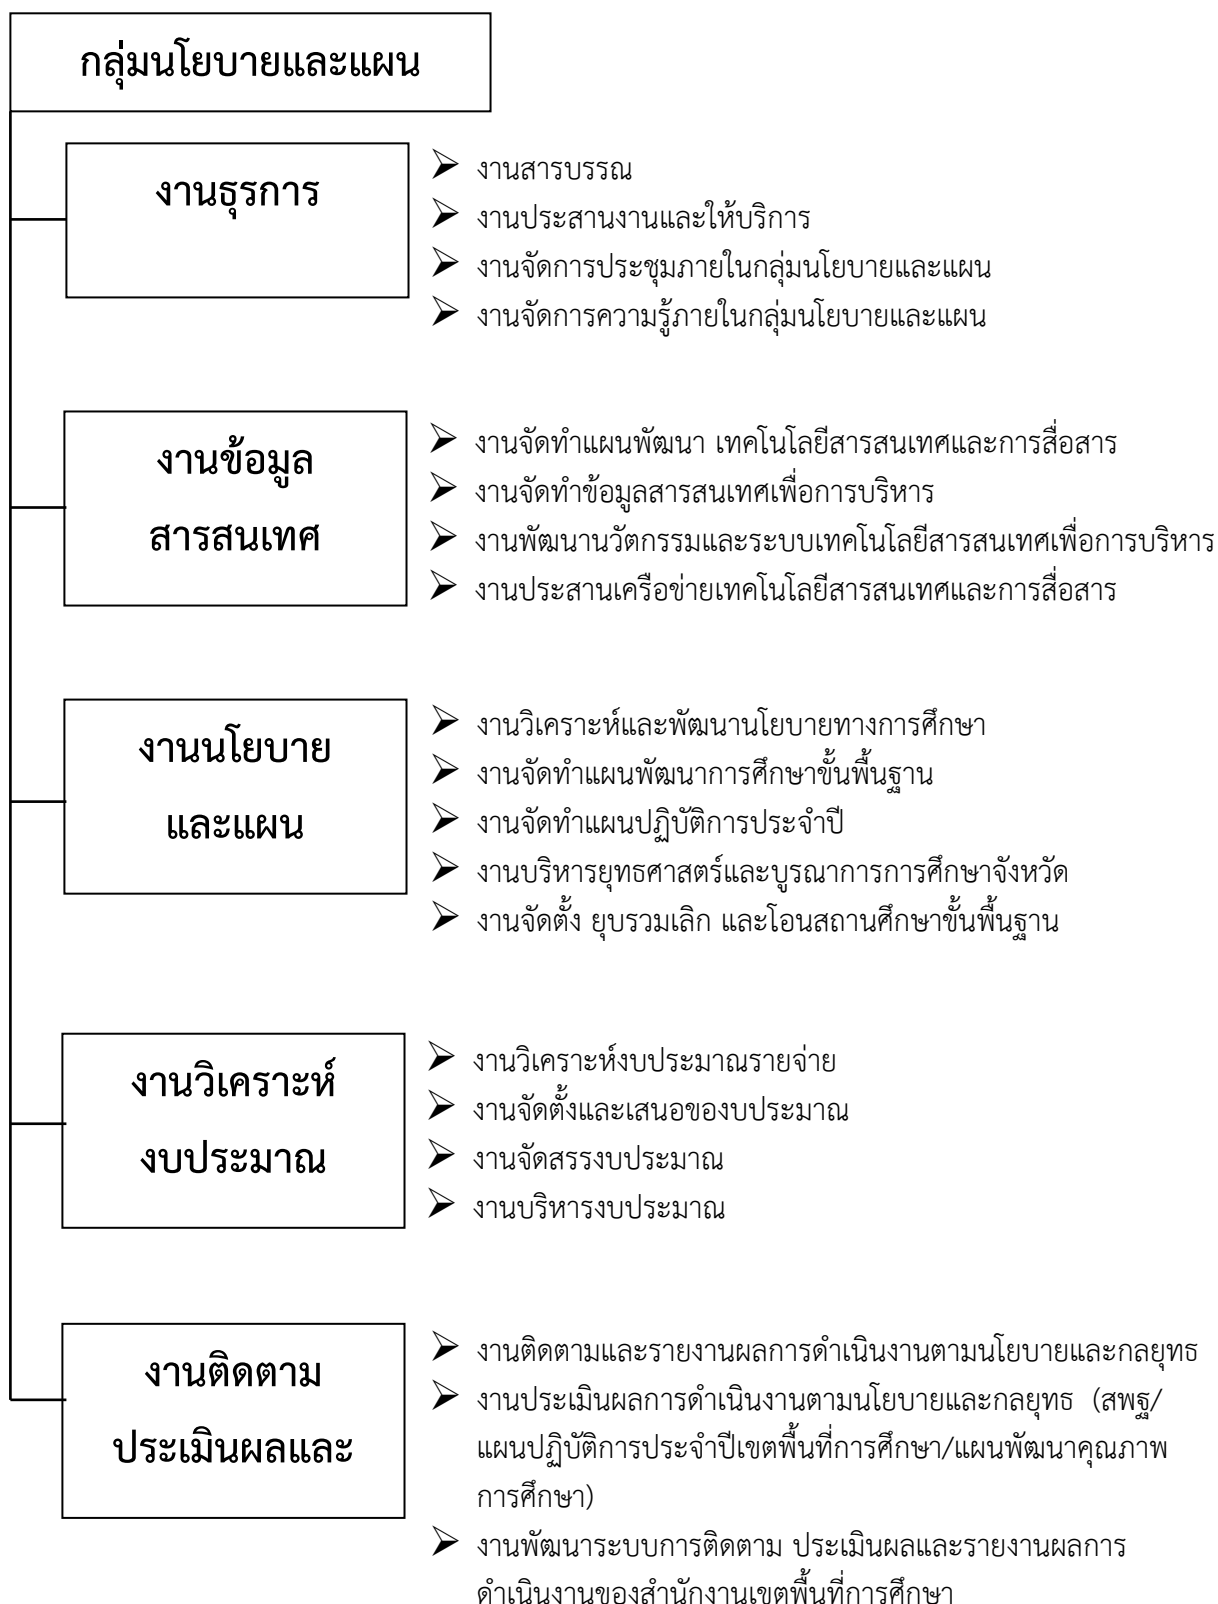 กลุ่มนโยบายและแผน
งานธุรการ
งานสารบรรณ
งานประสานงานและให้บริการ
งานจัดการประชุมภายในกลุ่มนโยบายและแผน
งานจัดการความรู้ภายในกลุ่มนโยบายและแผน
งานข้อมูล
สารสนเทศ
งานจัดทำแผนพัฒนา เทคโนโลยีสารสนเทศและการสื่อสาร
งานจัดทำข้อมูลสารสนเทศเพื่อการบริหาร
งานพัฒนานวัตกรรมและระบบเทคโนโลยีสารสนเทศเพื่อการบริหาร
งานประสานเครือข่ายเทคโนโลยีสารสนเทศและการสื่อสาร
งานนโยบาย
และแผน
งานวิเคราะห์และพัฒนานโยบายทางการศึกษา
งานจัดทำแผนพัฒนาการศึกษาขั้นพื้นฐาน
งานจัดทำแผนปฏิบัติการประจำปี
งานบริหารยุทธศาสตร์และบูรณาการการศึกษาจังหวัด
งานจัดตั้ง ยุบรวมเลิก และโอนสถานศึกษาขั้นพื้นฐาน
งานวิเคราะห์
งบประมาณ
งานวิเคราะห์งบประมาณรายจ่าย
งานจัดตั้งและเสนอของบประมาณ
งานจัดสรรงบประมาณ
งานบริหารงบประมาณ
งานติดตาม
ประเมินผลและ
งานติดตามและรายงานผลการดำเนินงานตามนโยบายและกลยุทธ
งานประเมินผลการดำเนินงานตามนโยบายและกลยุทธ (สพฐ/
แผนปฏิบัติการประจำปีเขตพื้นที่การศึกษา/แผนพัฒนาคุณภาพ
การศึกษา)
งานพัฒนาระบบการติดตาม ประเมินผลและรายงานผลการ
ดำเนินงานของสำนักงานเขตพื้นที่การศึกษา